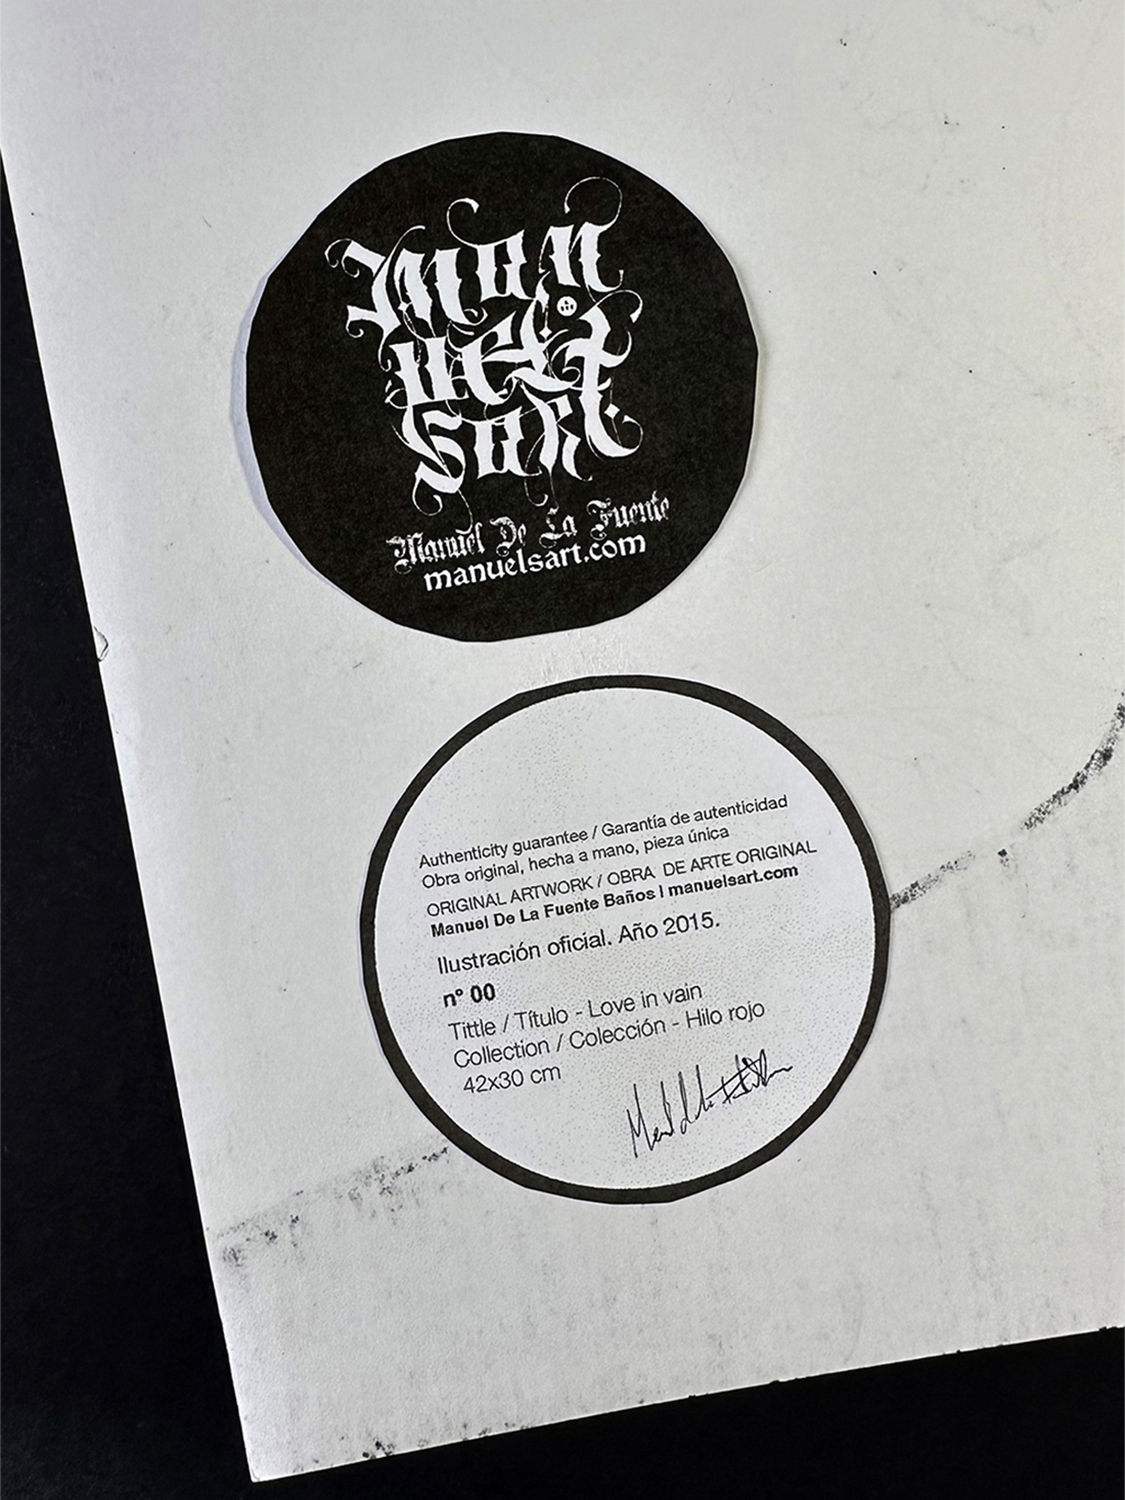 Man
uel
sart
Manuel De La Fuente
manuelsart.com
Authenticity guarantee / Garantía de autenticidad
Obra original, hecha a mano, pieza única
ORIGINAL ARTWORK / OBRA DE ARTE ORIGINAL
Manuel De La Fuente Baños | manuelsart.com
Ilustración oficial. Año 2015.
nº 00
Tittle / Título - Love in vain
Collection / Colección - Hilo rojo
42x30 cm